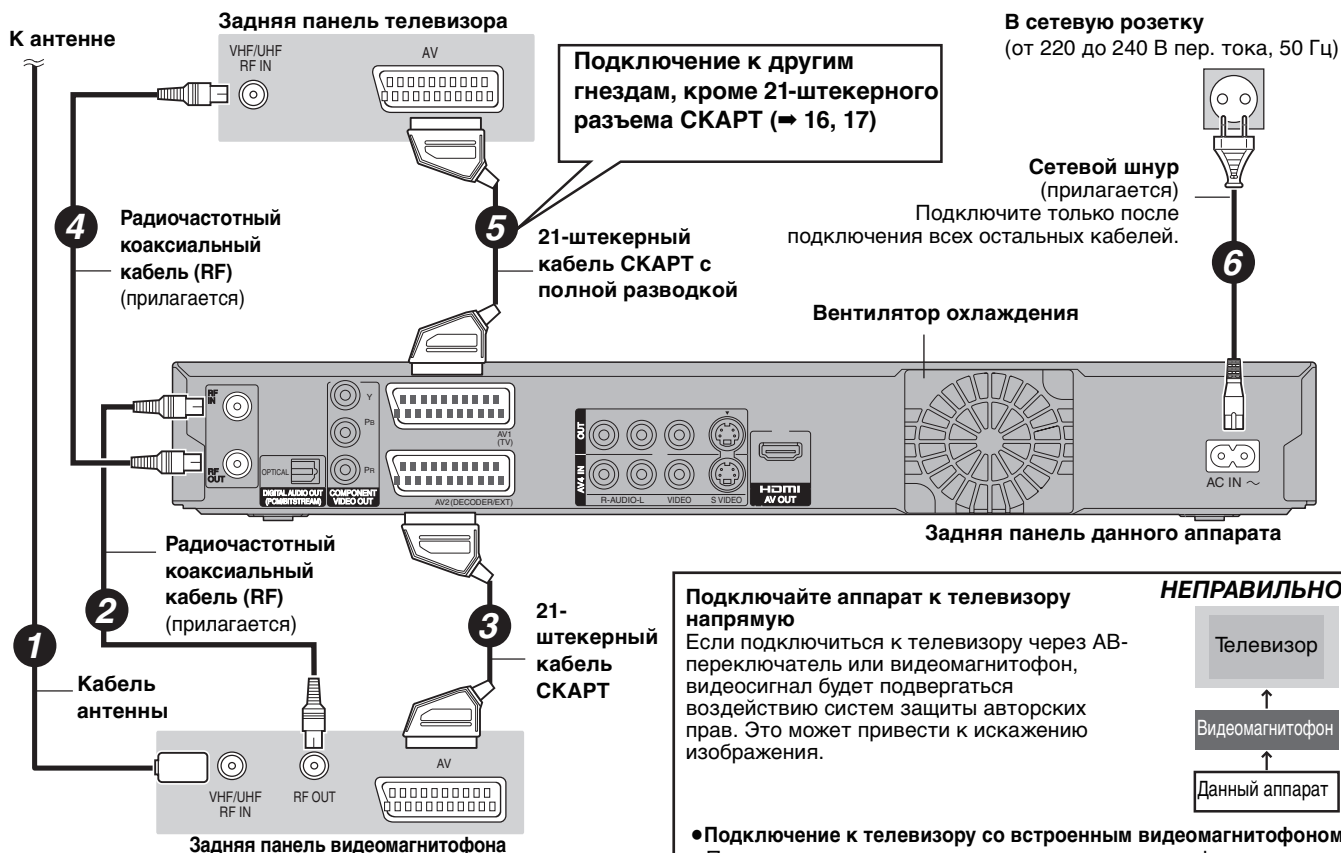 Задняя панель телевизора
К антенне
VHF/UHF
RF IN
AV
Подключение к другим
гнездам, кроме 21-штекерного
разъема СКАРТ (➡ 16, 17)
В сетевую розетку
(от 220 до 240 В пер. тока, 50 Гц)
Сетевой шнур
(прилагается)
Подключите только после
подключения всех остальных кабелей.
4
Радиочастотный
коаксиальный
кабель (RF)
(прилагается)
5
21-штекерный
кабель СКАРТ с
полной разводкой
6
Вентилятор охлаждения
RF
IN
RF
OUT
OPTICAL
DIGITAL AUDIO OUT
(PCM/BITSTREAM)
Y
PB
PR
COMPONENT
VIDEO OUT
AV1
(TV)
AV2 (DECODER/EXT)
OUT
AV4 IN
R-AUDIO-L
VIDEO
S VIDEO
HDMI
AV OUT
AC IN ~
Задняя панель данного аппарата
Радиочастотный
коаксиальный
кабель (RF)
(прилагается)
2
1
Кабель
антенны
3
21-
штекерный
кабель
СКАРТ
VHF/UHF
RF IN
RF OUT
AV
Задняя панель видеомагнитофона
Подключайте аппарат к телевизору
напрямую
Если подключиться к телевизору через АВ-
переключатель или видеомагнитофон,
видеосигнал будет подвергаться
воздействию систем защиты авторских
прав. Это может привести к искажению
изображения.
НЕПРАВИЛЬНО
Телевизор
Видеомагнитофон
Данный аппарат
●Подключение к телевизору со встроенным видеомагнитофоном